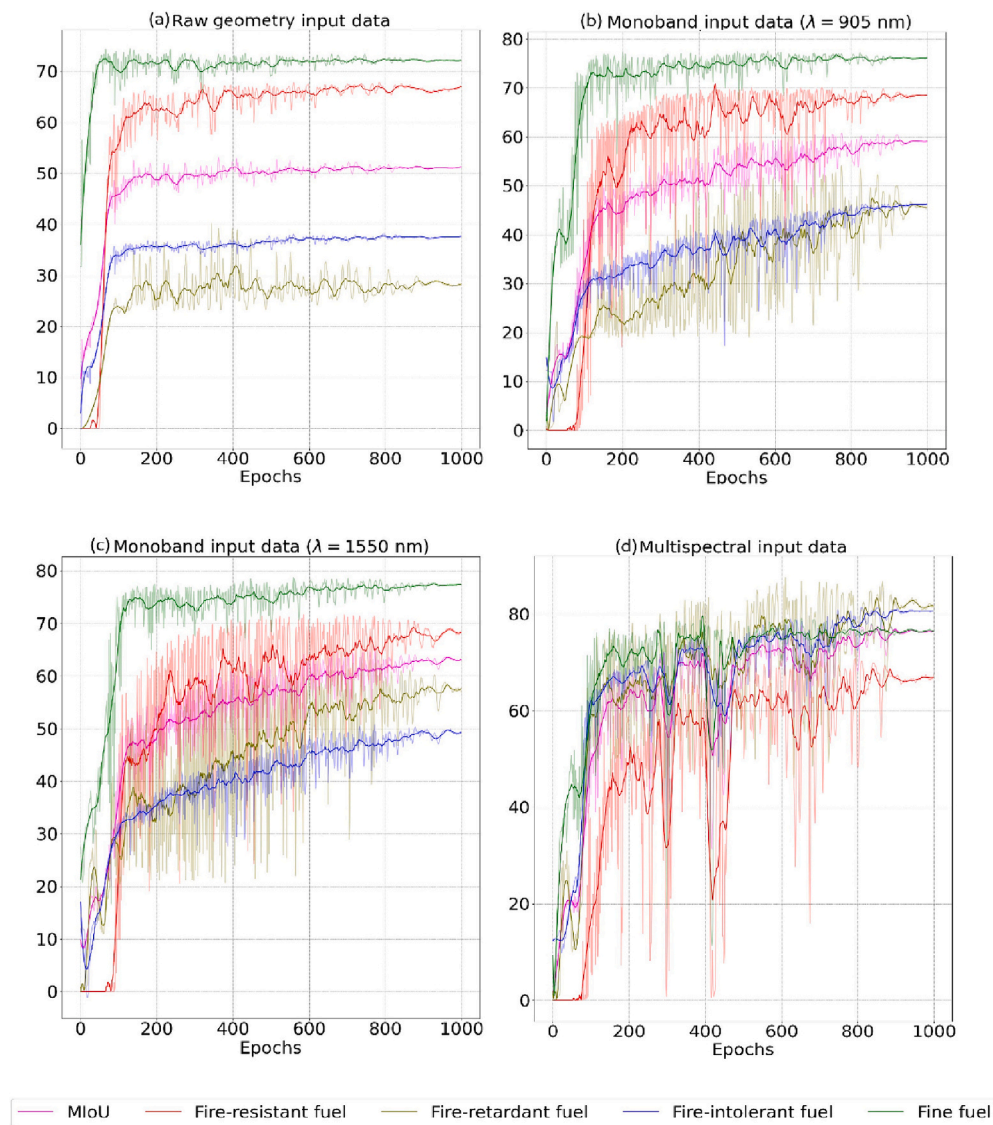 (a) Raw geometry input data
70
60
50
40
30
20
10
0
0 200 400 600 800 1000
Epochs
(b) Monoband input data (λ = 905 nm)
80
70
60
50
40
30
20
10
0
0 200 400 600 800 1000
Epochs
(c) Monoband input data (λ = 1550 nm)
80
70
60
50
40
30
20
10
0
0 200 400 600 800 1000
Epochs
(d) Multispectral input data
80
60
40
20
0
0 200 400 600 800 1000
Epochs
MIoU Fire-resistant fuel Fire-retardant fuel Fire-intolerant fuel Fine fuel